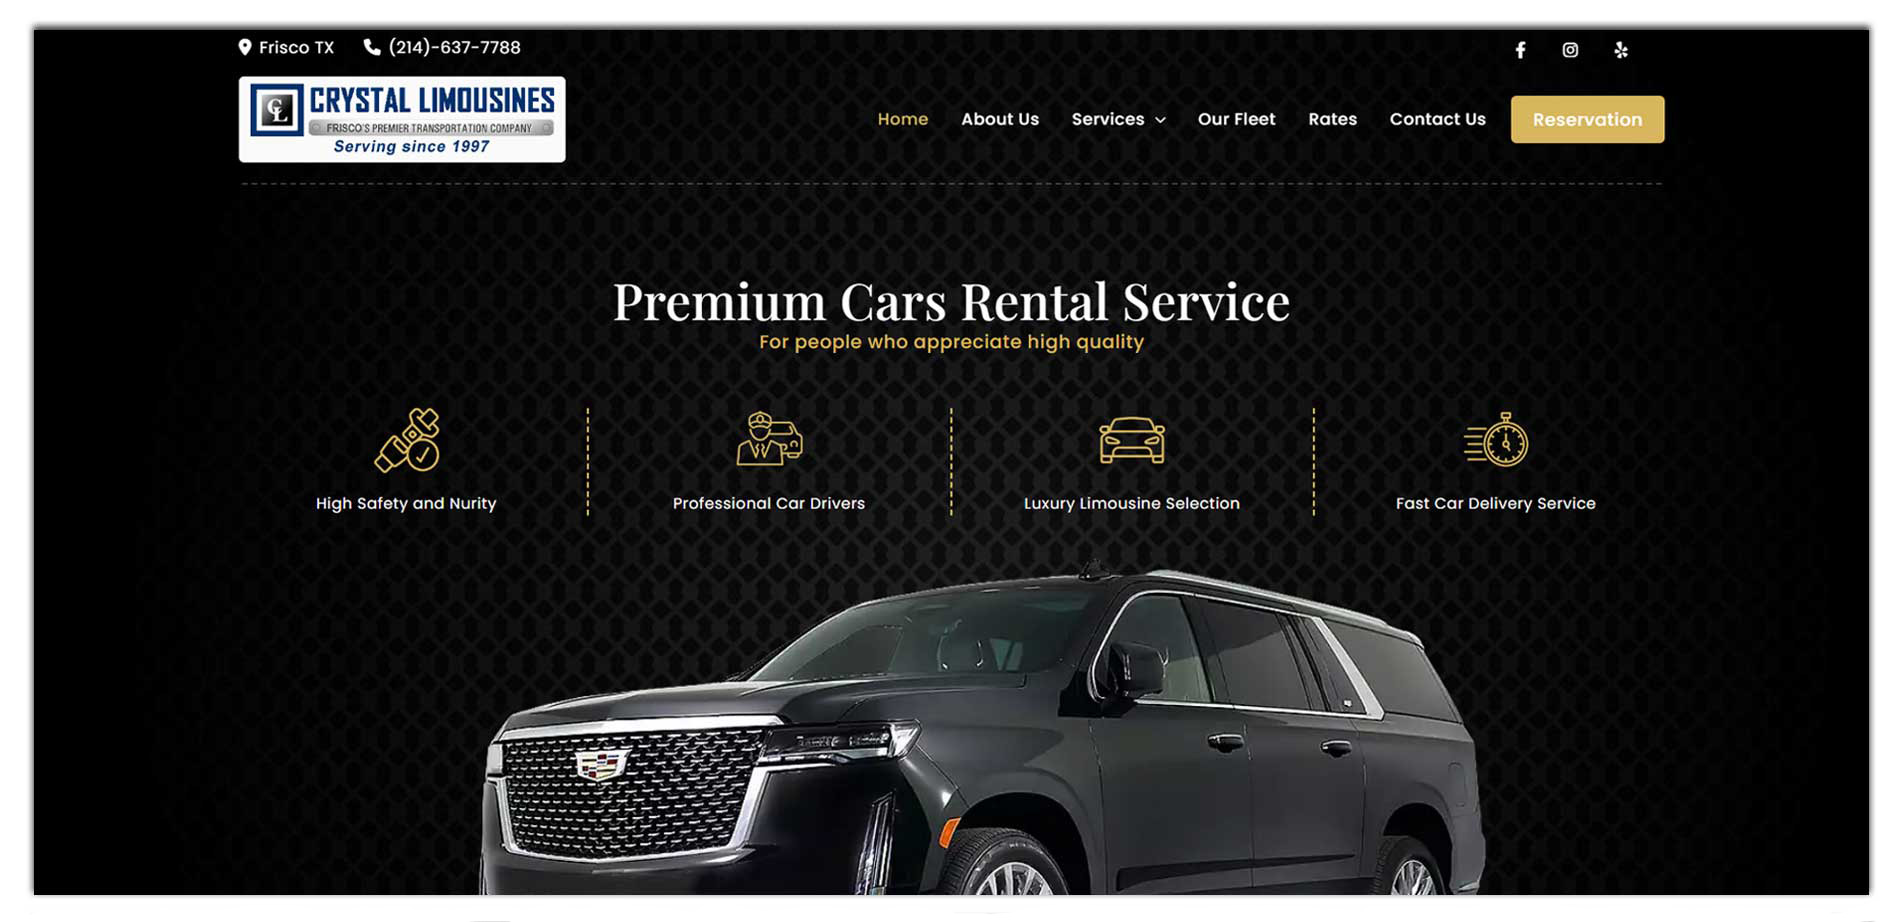 Frisco TX (214)-637-7788
CRYSTAL LIMOUSINES
FRISCO'S PREMIER TRANSPORTATION COMPANY
Serving since 1997
CL
Home About Us Services Our Fleet Rates Contact Us Reservation
Premium Cars Rental Service
For people who appreciate high quality
High Safety and Nurity
Professional Car Drivers
Luxury Limousine Selection
Fast Car Delivery Service